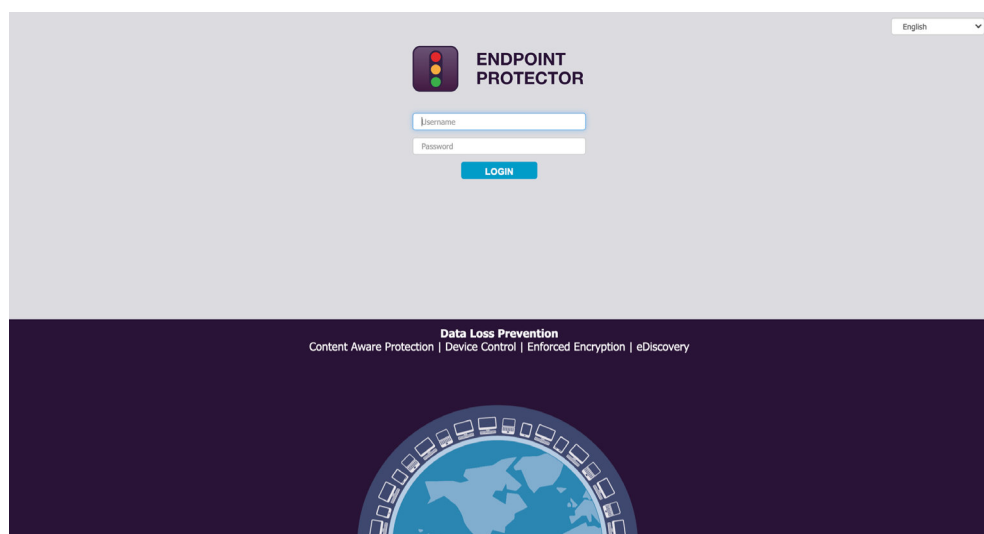 English
ENDPOINT
PROTECTOR
Username
Password
LOGIN
Data Loss Prevention
Content Aware Protection | Device Control | Enforced Encryption | eDiscovery